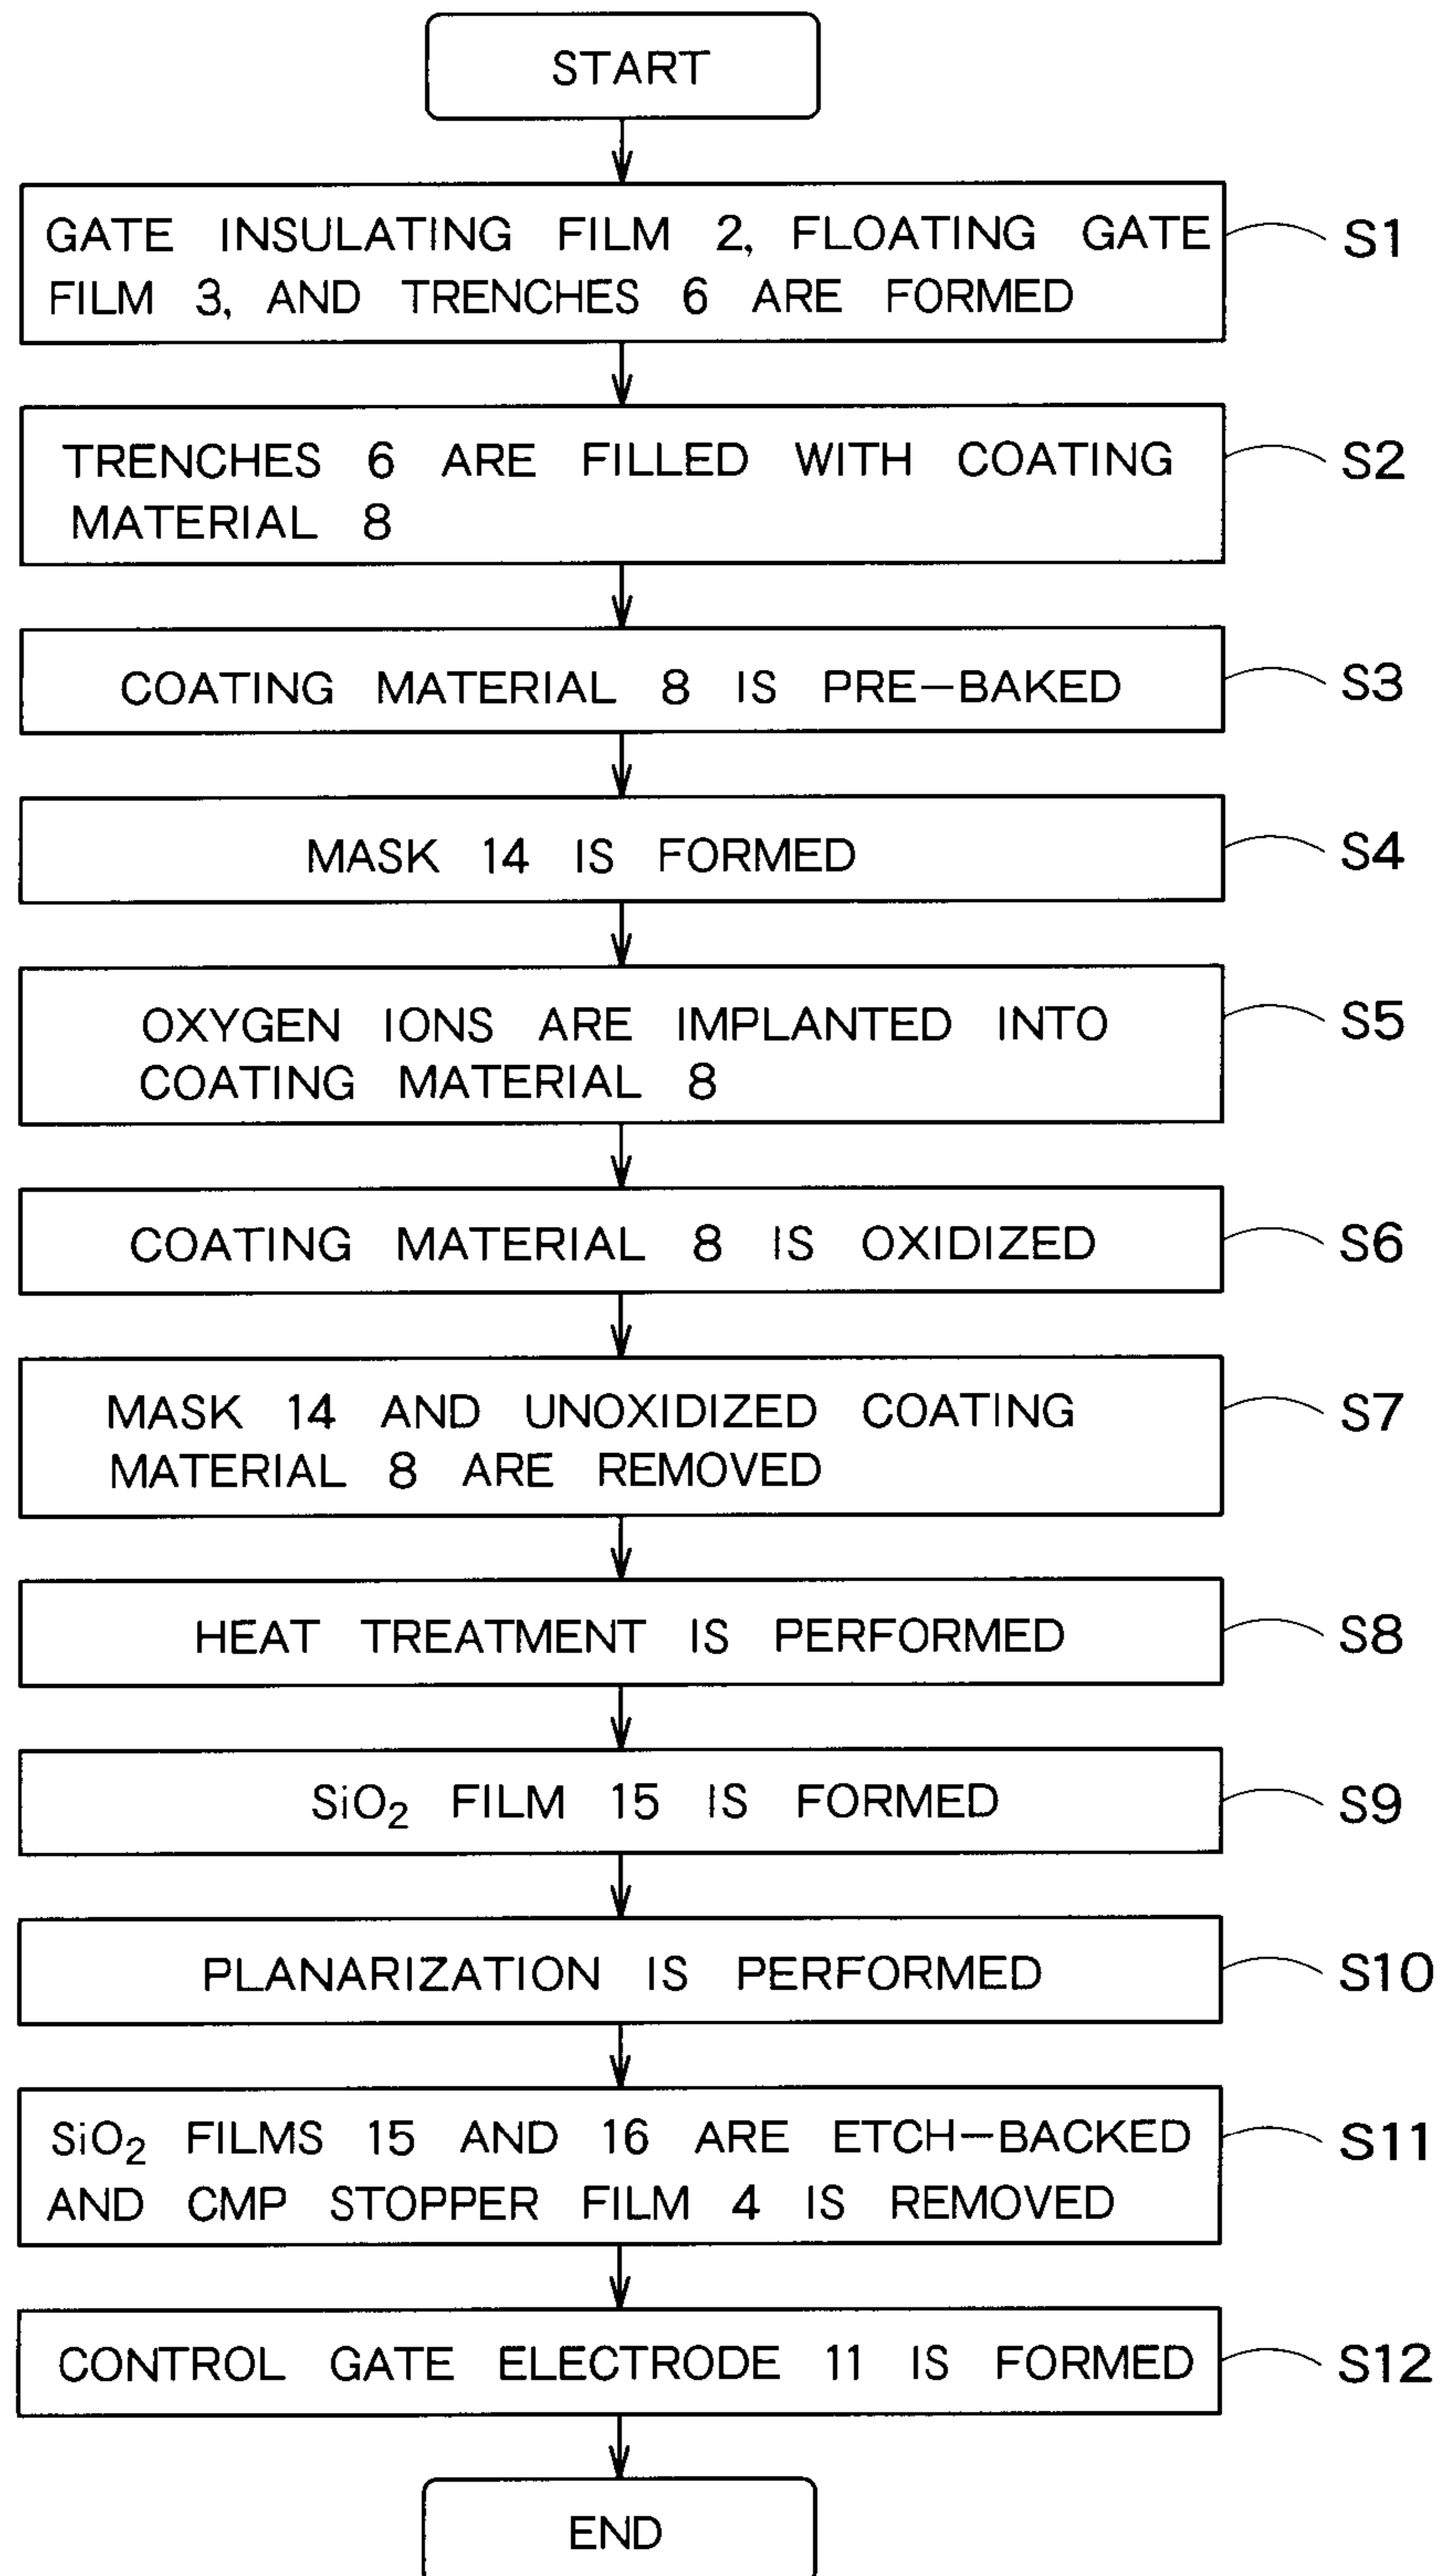 START
GATE INSULATING FILM 2, FLOATING GATE
FILM 3, AND TRENCHES 6 ARE FORMED
S1
TRENCHES 6 ARE FILLED WITH COATING
MATERIAL 8
S2
COATING MATERIAL 8 IS PRE-BAKED
S3
MASK 14 IS FORMED
S4
OXYGEN IONS ARE IMPLANTED INTO
COATING MATERIAL 8
S5
COATING MATERIAL 8 IS OXIDIZED
S6
MASK 14 AND UNOXIDIZED COATING
MATERIAL 8 ARE REMOVED
S7
HEAT TREATMENT IS PERFORMED
S8
SiO₂ FILM 15 IS FORMED
S9
PLANARIZATION IS PERFORMED
S10
SiO₂ FILMS 15 AND 16 ARE ETCH-BACKED
AND CMP STOPPER FILM 4 IS REMOVED
S11
CONTROL GATE ELECTRODE 11 IS FORMED
S12
END